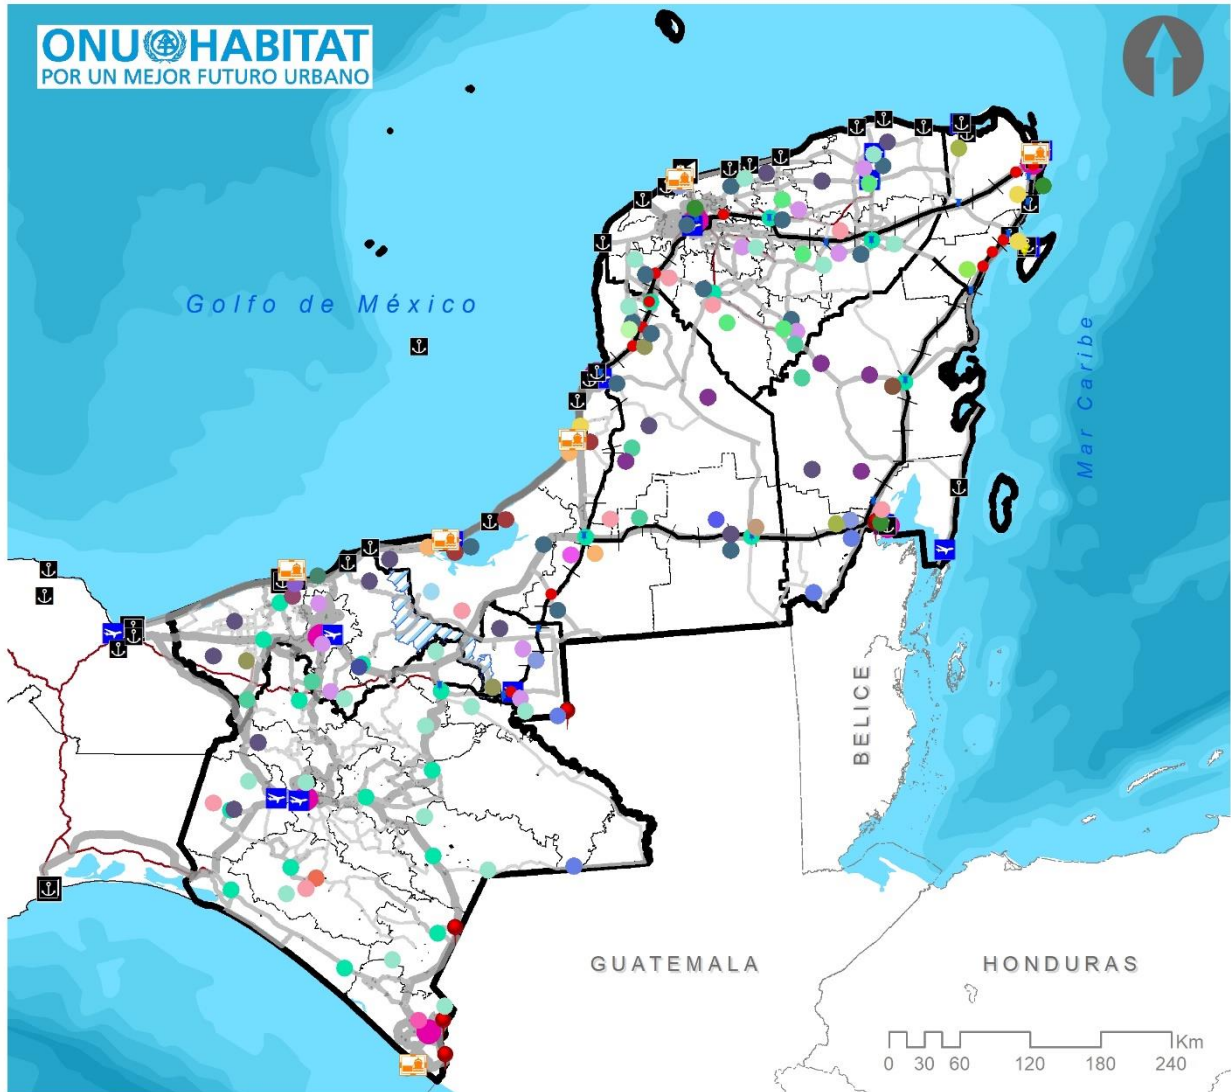 ONU HABITAT
POR UN MEJOR FUTURO URBANO
Golfo de México
Mar Caribe
BELICE
GUATEMALA
HONDURAS
Km
0 30 60 120 180 240